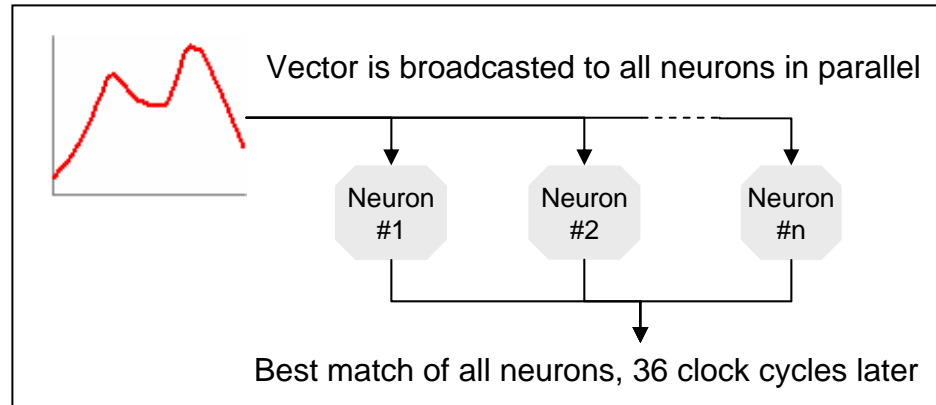 Vector is broadcasted to all neurons in parallel
Neuron
#1
Neuron
#2
Neuron
#n
Best match of all neurons, 36 clock cycles later